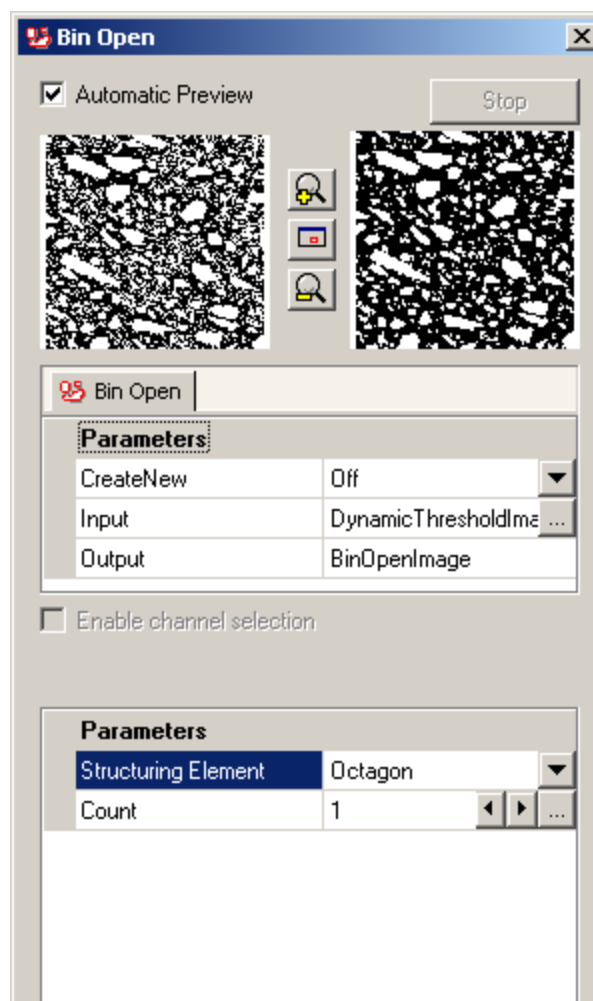 Bin Open
Automatic Preview
Stop
Bin Open
Parameters
CreateNew Off
Input DynamicThresholdIma ...
Output BinOpenImage
Enable channel selection
Parameters
Structuring Element Octagon
Count 1 ...